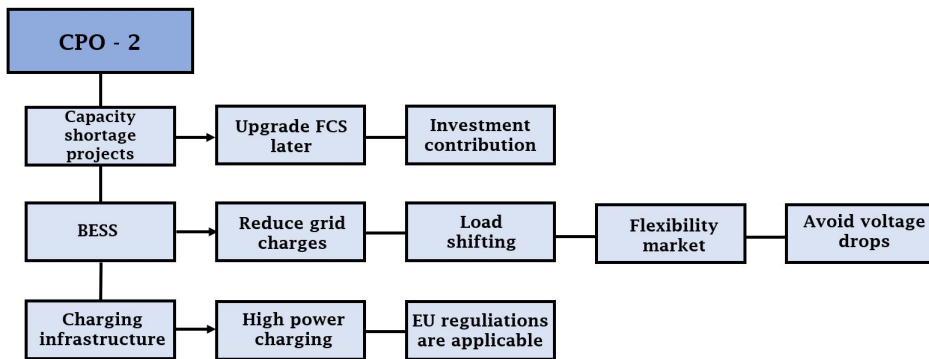 CPO - 2
Capacity
shortage
projects
Upgrade FCS
later
Investment
contribution
BESS
Reduce grid
charges
Load
shifting
Flexibility
market
Avoid voltage
drops
Charging
infrastructure
High power
charging
EU reguliations
are applicable